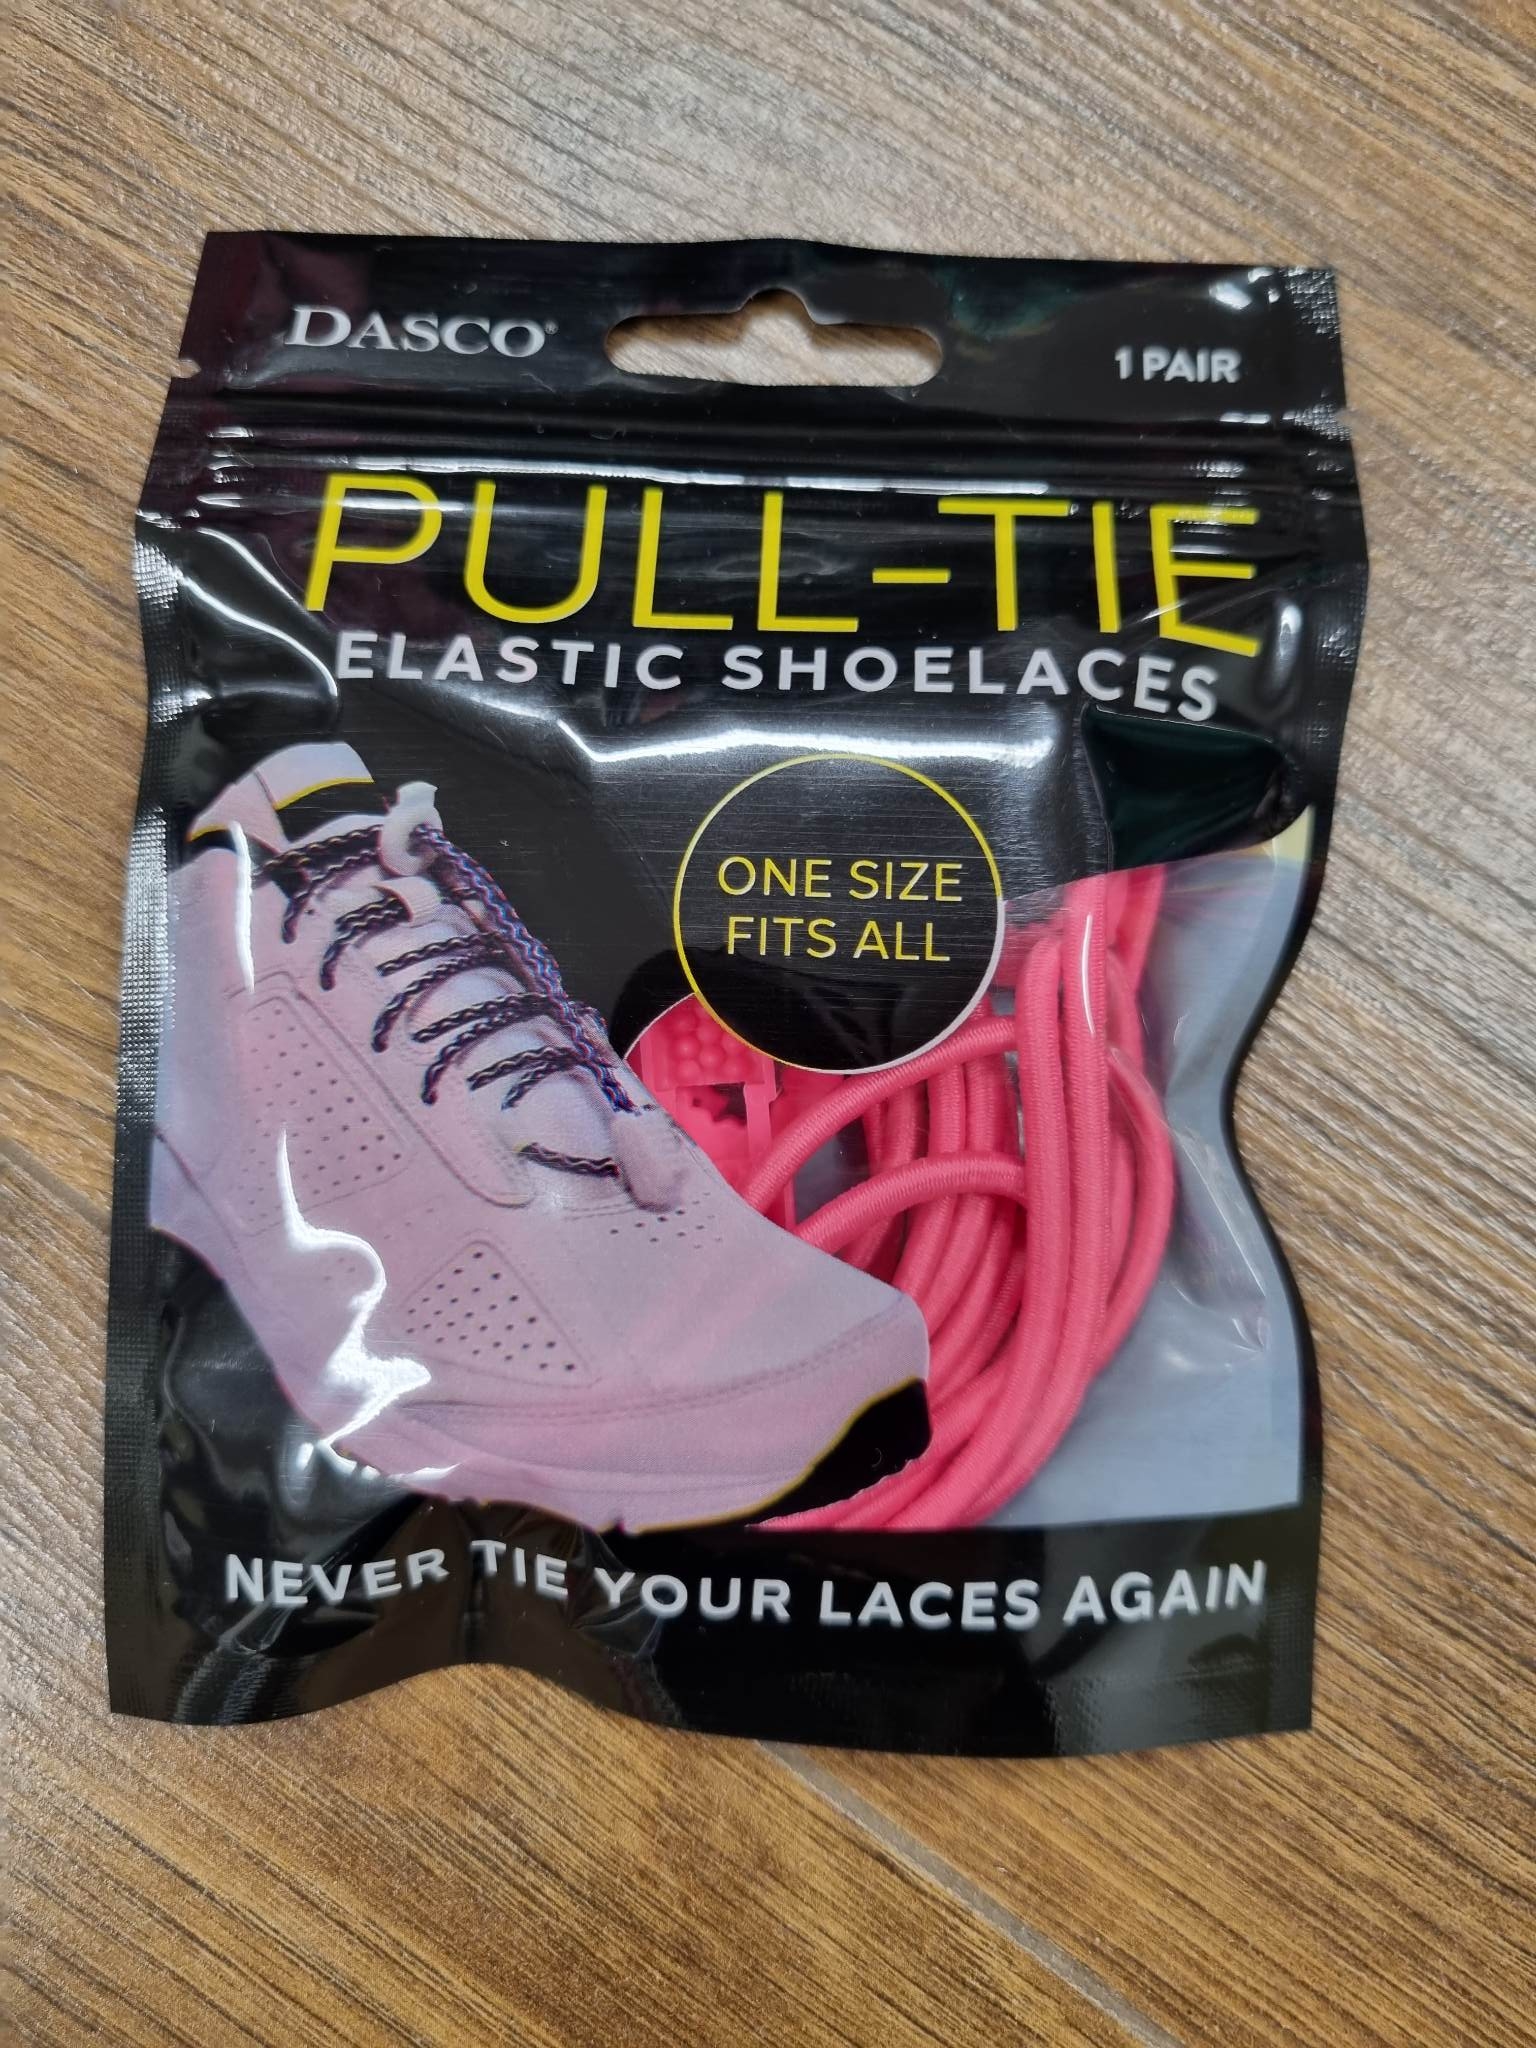 DASCO®
1 PAIR
PULL-TIE
ELASTIC SHOELACES
ONE SIZE
FITS ALL
NEVER TIE YOUR LACES AGAIN